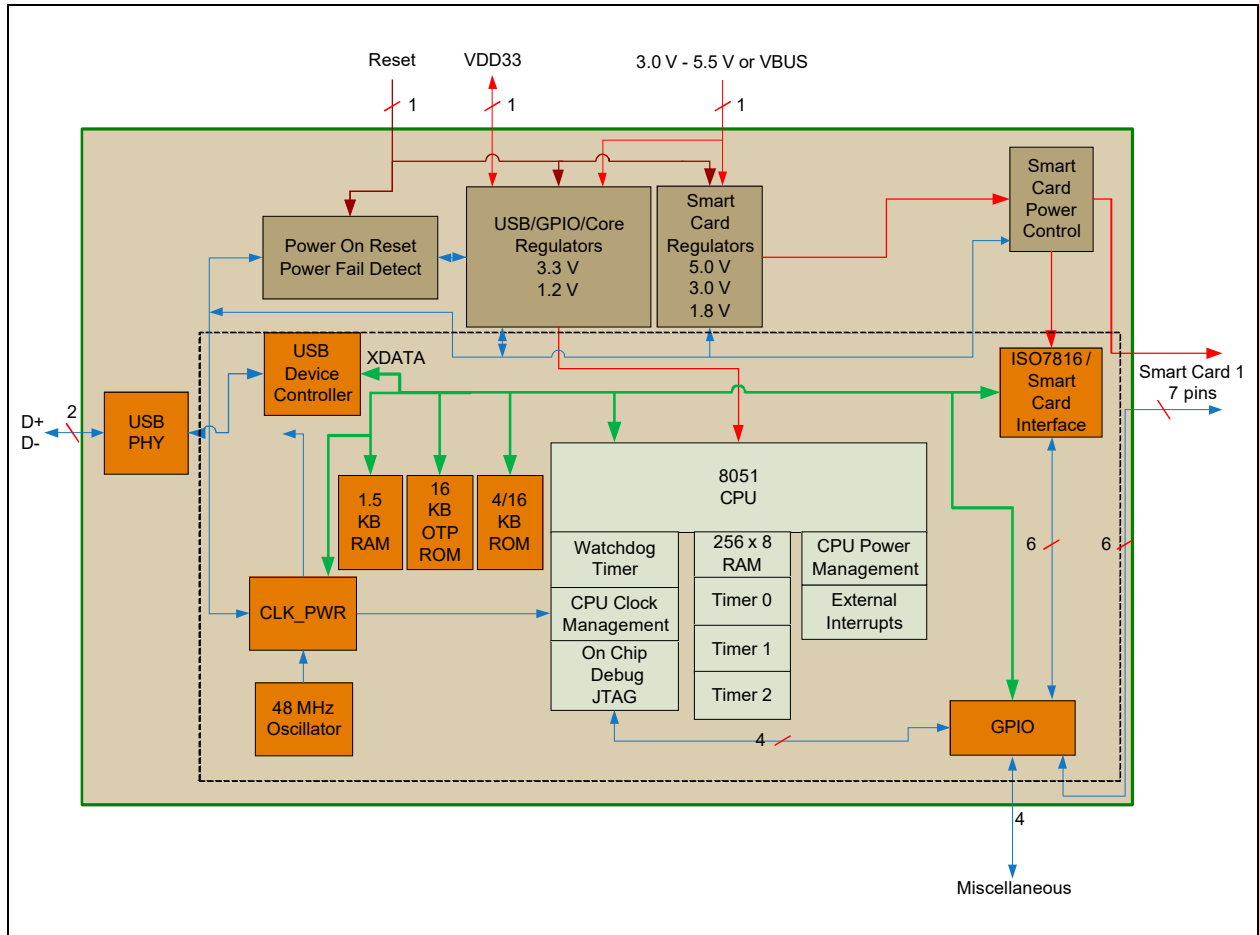 Reset
VDD33
3.0 V - 5.5 V or VBUS
1
1
1
Smart
Card
Power
Control
Power On Reset
Power Fail Detect
USB/GPIO/Core
Regulators
3.3 V
1.2 V
Smart
Card
Regulators
5.0 V
3.0 V
1.8 V
USB
Device
Controller
XDATA
ISO7816 /
Smart
Card
Interface
Smart Card 1
7 pins
D+
D-
2
USB
PHY
1.5
KB
RAM
16
KB
OTP
ROM
4/16
KB
ROM
8051
CPU
Watchdog
Timer
256 x 8
RAM
CPU Power
Management
6
6
CLK_PWR
CPU Clock
Management
Timer 0
External
Interrupts
On Chip
Debug
JTAG
Timer 1
Timer 2
48 MHz
Oscillator
4
GPIO
4
Miscellaneous